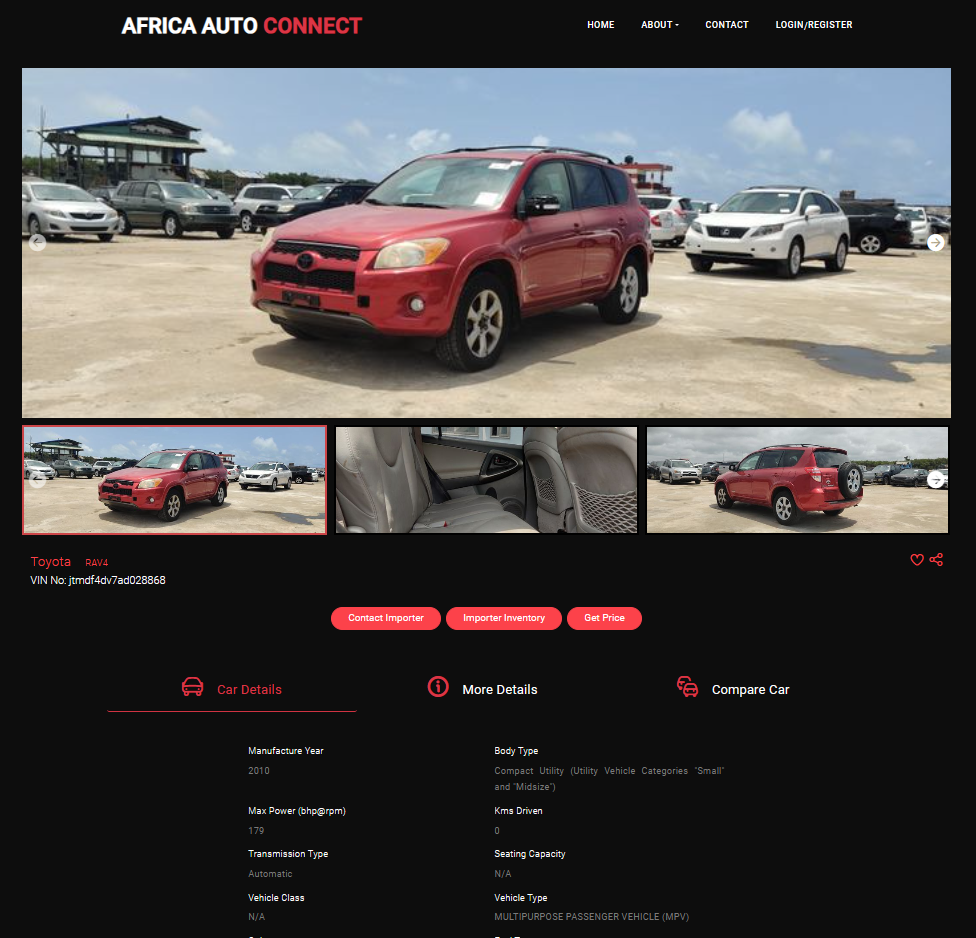 AFRICA AUTO CONNECT
HOME ABOUT CONTACT LOGIN/REGISTER
Toyota RAV4
VIN No: jtmdf4dv7ad028868
Contact Importer Importer Inventory Get Price
Car Details More Details Compare Car
Manufacture Year
2010
Body Type
Compact Utility (Utility Vehicle Categories "Small"
and "Midsize")
Max Power (bhp@rpm)
179
Kms Driven
0
Transmission Type
Automatic
Seating Capacity
N/A
Vehicle Class
N/A
Vehicle Type
MULTIPURPOSE PASSENGER VEHICLE (MPV)